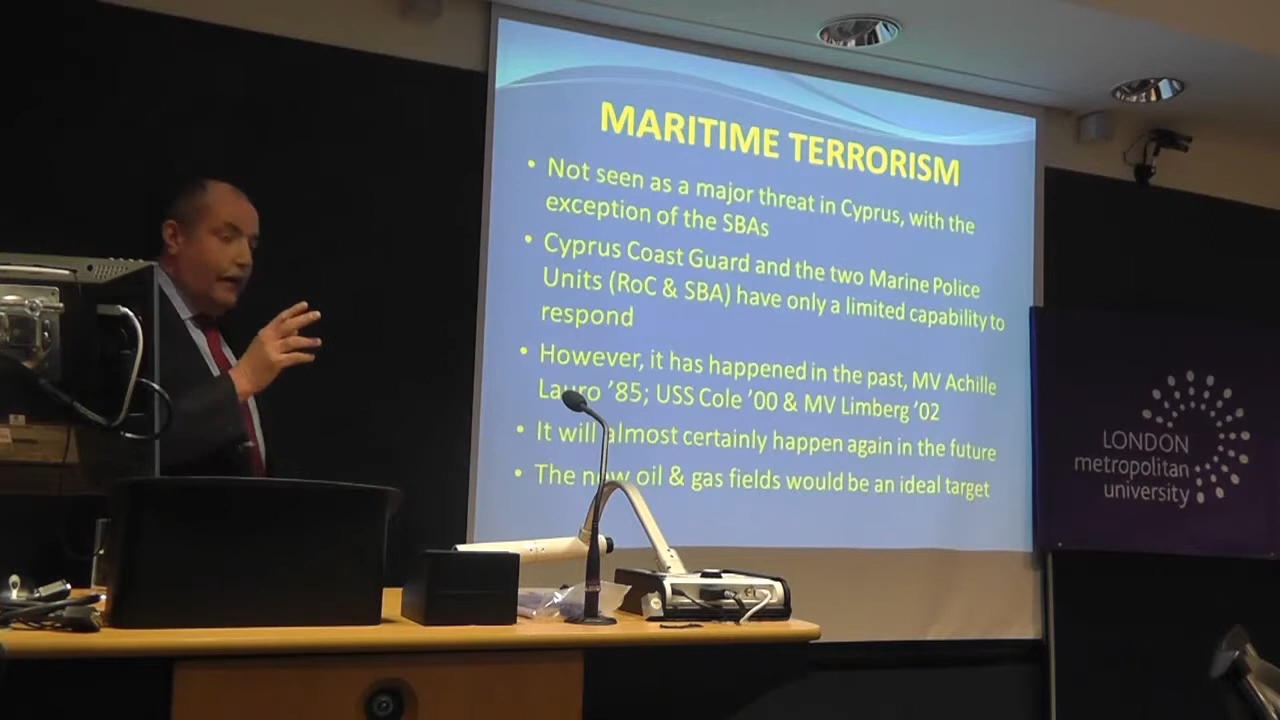 MARITIME TERRORISM
• Not seen as a major threat in Cyprus, with the
exception of the SBAs
• Cyprus Coast Guard and the two Marine Police
Units (RoC & SBA) have only a limited capability to
respond
• However, it has happened in the past, MV Achille
Lauro ’85; USS Cole ’00 & MV Limberg ’02
• It will almost certainly happen again in the future
• The new oil & gas fields would be an ideal target
LONDON
metropolitan
university